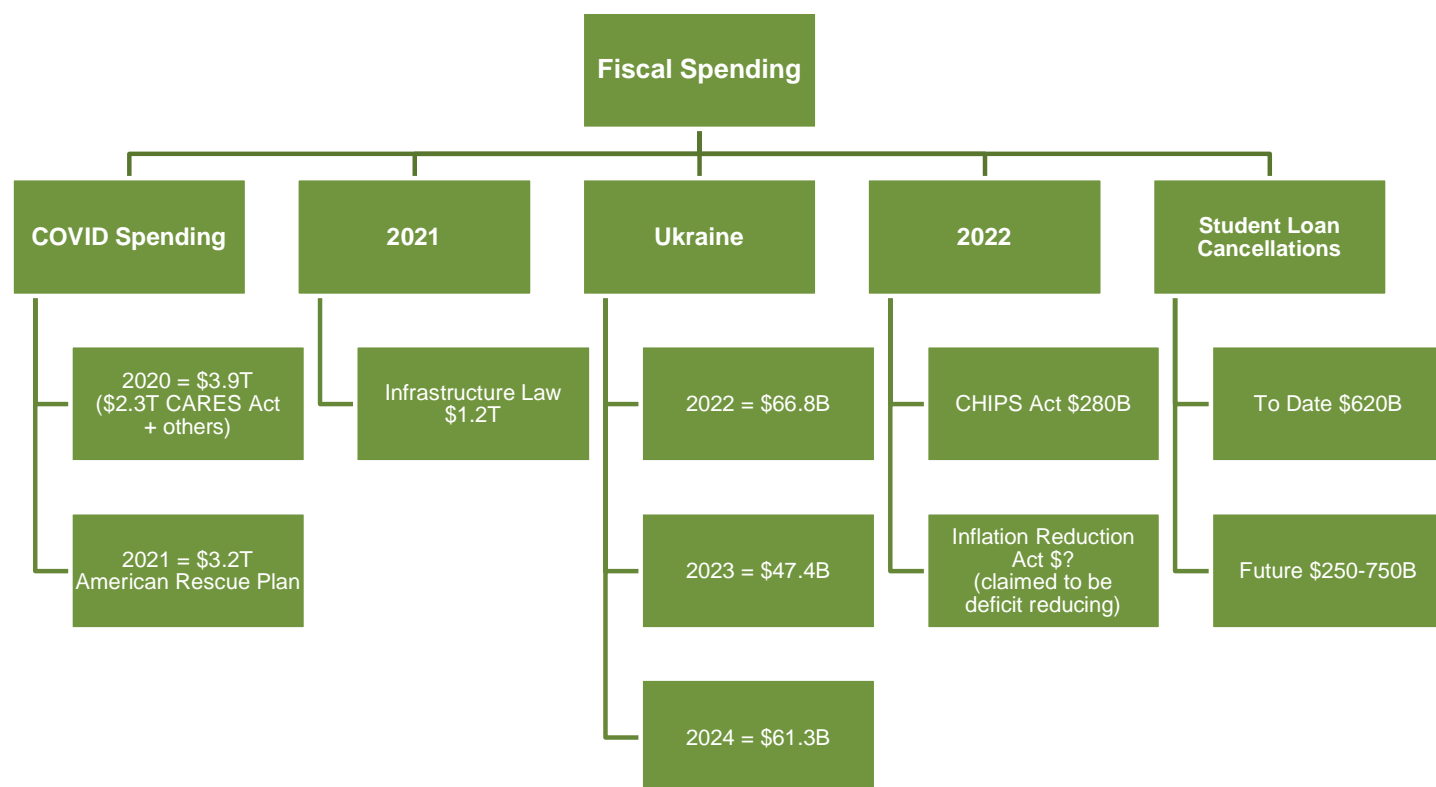 Fiscal Spending
COVID Spending
2021
Ukraine
2022
Student Loan
Cancellations
2020 = $3.9T
($2.3T CARES Act
+ others)
Infrastructure Law
$1.2T
2022 = $66.8B
CHIPS Act $280B
To Date $620B
2021 = $3.2T
American Rescue Plan
2023 = $47.4B
Inflation Reduction
Act $?
(claimed to be
deficit reducing)
Future $250-750B
2024 = $61.3B